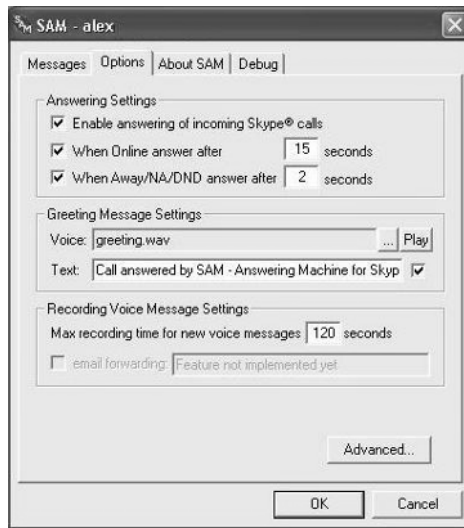 SAM SAM - alex
Messages Options About SAM Debug
Answering Settings
Enable answering of incoming Skype® calls
When Online answer after 15 seconds
When Away/NA/DND answer after 2 seconds
Greeting Message Settings
Voice: greeting.wav ... Play
Text: Call answered by SAM - Answering Machine for Skyp
Recording Voice Message Settings
Max recording time for new voice messages 120 seconds
email forwarding: Feature not implemented yet
Advanced...
OK Cancel